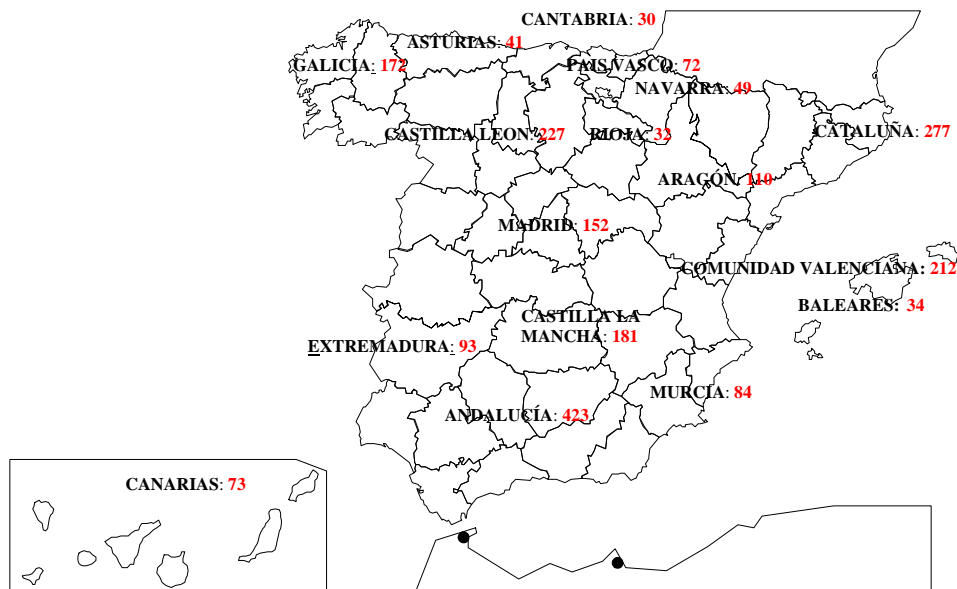 CANTABRIA: 30
ASTURIAS: 41
GALICIA: 172
PAIS VASCO: 72
NAVARRA: 49
CASTILLA LEON: 227
RIOJA: 32
CATALUÑA: 277
ARAGÓN: 110
MADRID: 152
COMUNIDAD VALENCIANA: 212
BALEARES: 34
CASTILLA LA
MANCHA: 181
EXTREMADURA: 93
MURCIA: 84
ANDALUCÍA: 423
CANARIAS: 73